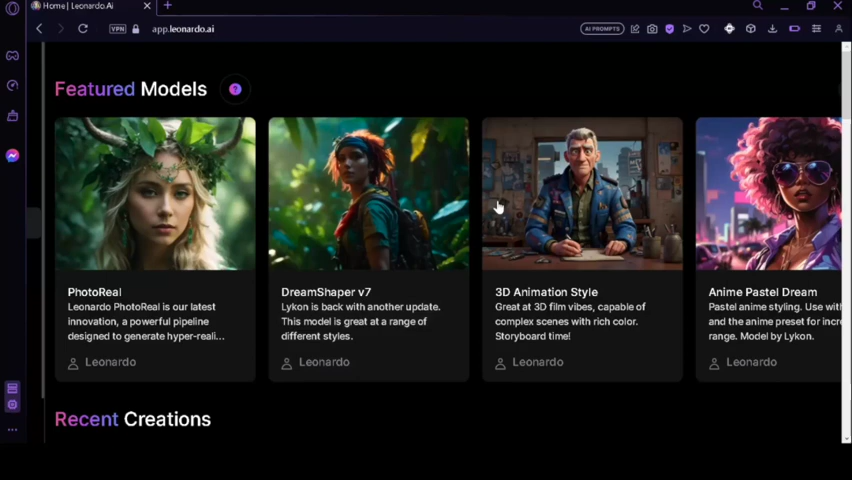 Home | Leonardo.Ai
VPN
app.leonardo.ai
AI PROMPTS
Featured Models
?
PhotoReal
Leonardo PhotoReal is our latest
innovation, a powerful pipeline
designed to generate hyper-reali...
Leonardo
DreamShaper v7
Lykon is back with another update.
This model is great at a range of
different styles.
Leonardo
3D Animation Style
Great at 3D film vibes, capable of
complex scenes with rich color.
Storyboard time!
Leonardo
Anime Pastel Dream
Pastel anime styling. Use with
and the anime preset for incr
range. Model by Lykon.
Leonardo
Recent Creations